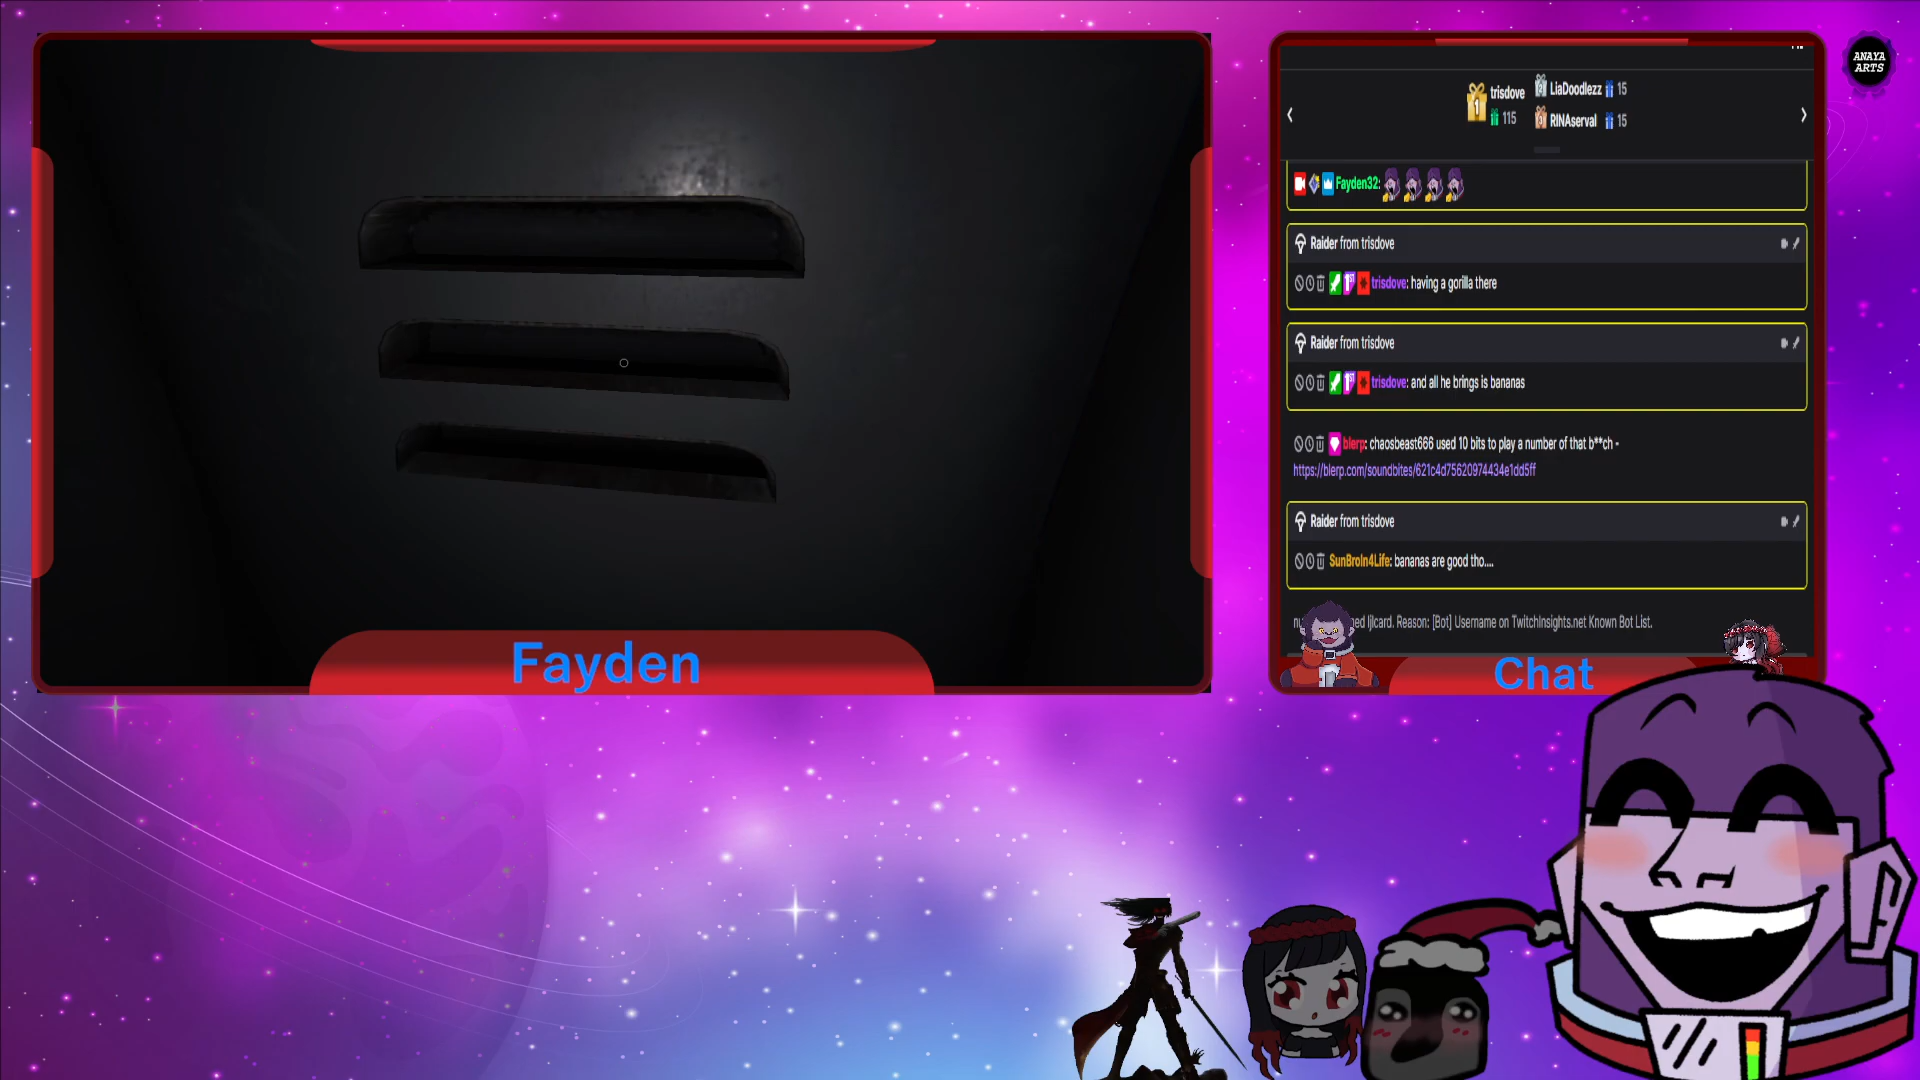 ANAYA
ARTS
trisdove
115
LiaDoodlezz 15
RINAserval 15
Fayden32:
Raider from trisdove
trisdove: having a gorilla there
Raider from trisdove
trisdove: and all he brings is bananas
blerp: chaosbeast666 used 10 bits to play a number of that b**ch -
https://blerp.com/soundbites/621c4d75620974434e1dd5ff
Raider from trisdove
SunBroIn4Life: bananas are good tho....
Reason: [Bot] Username on TwitchInsights.net Known Bot List.
Fayden
Chat